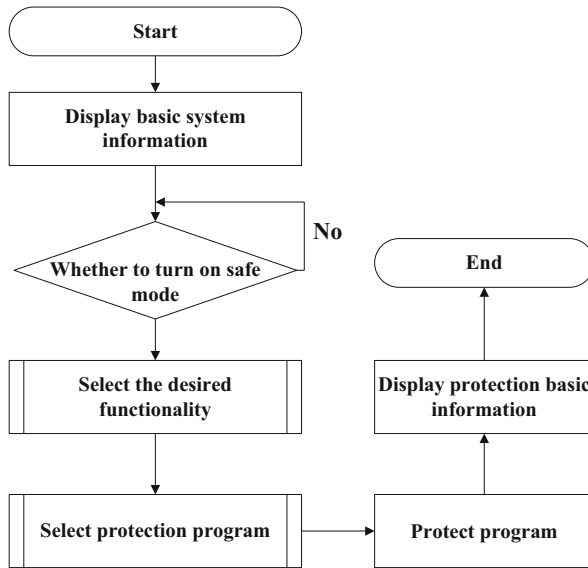 Start
Display basic system
information
No
Whether to turn on safe
mode
End
Select the desired
functionality
Display protection basic
information
Select protection program
Protect program